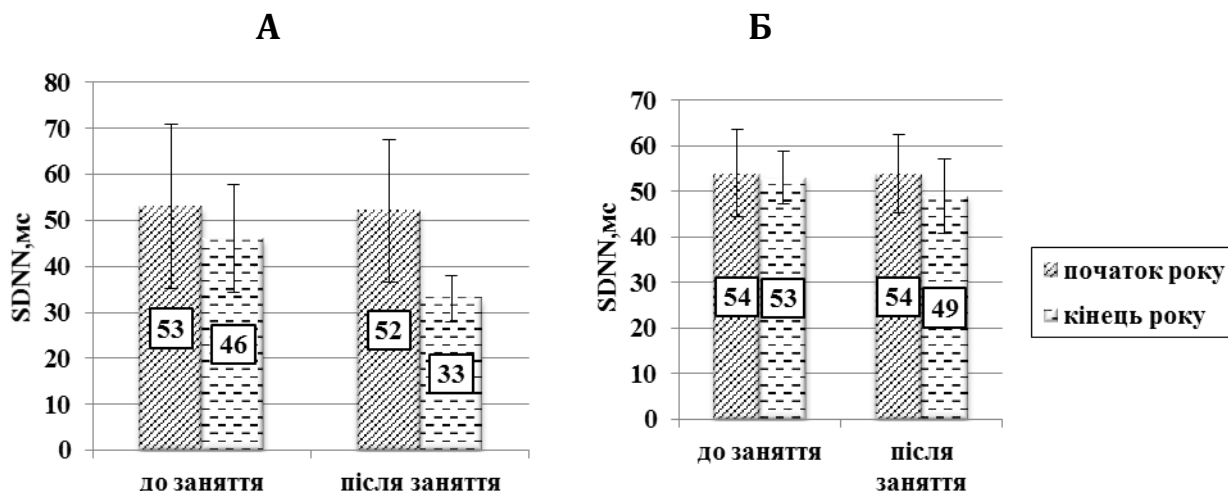 А
SDNN,мс
80
70
60
50
40
30
20
10
0
53
46
52
33
до заняття
після заняття
Б
SDNN,мс
70
60
50
40
30
20
10
0
54
53
54
49
до заняття
після
заняття
початок року
кінець року